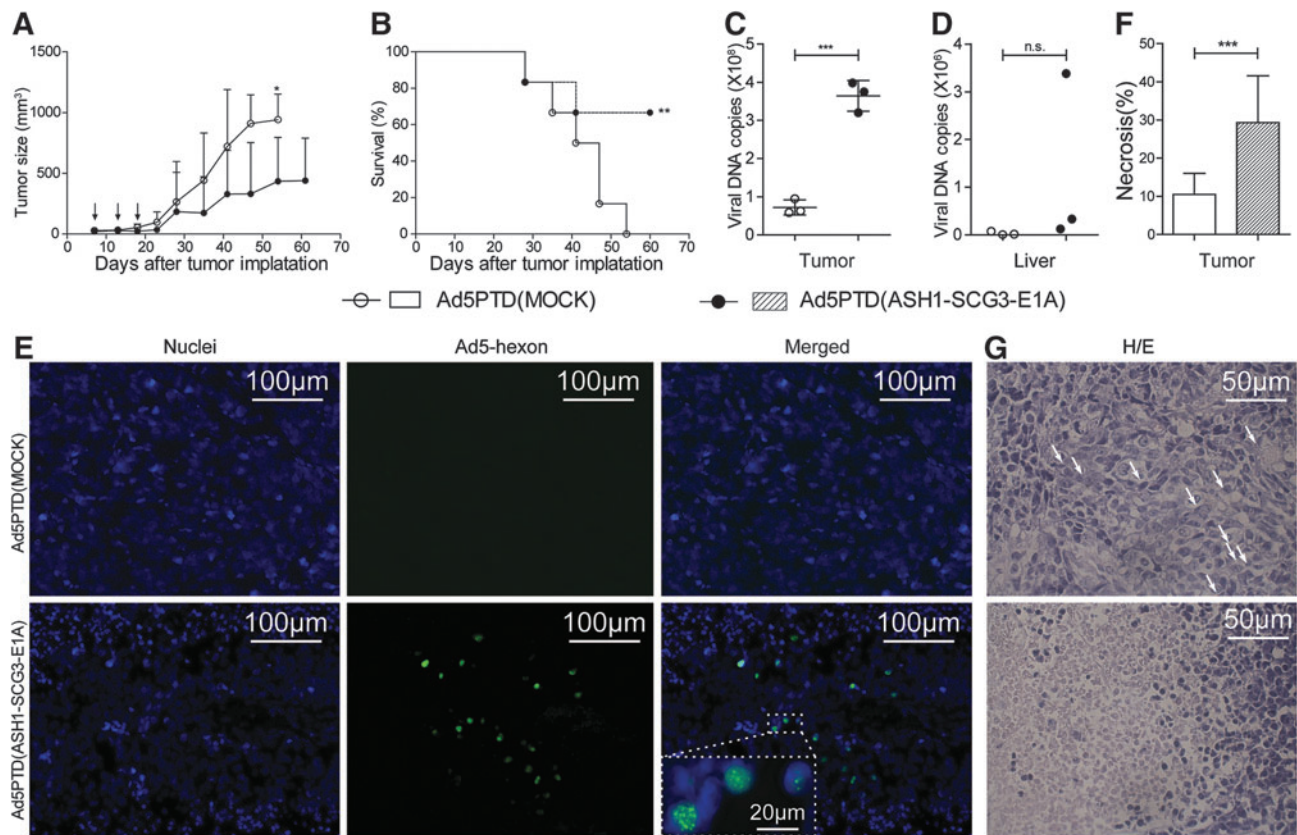 A
Tumor size (mm³)
1500
1000
500
0
*
0 10 20 30 40 50 60 70
Days after tumor implatation
B
Survival (%)
100
80
60
40
20
0
**
0 10 20 30 40 50 60 70
Days after tumor implatation
C
Viral DNA copies (X10⁸)
5
4
3
2
1
0
***
Tumor
D
Viral DNA copies (X10⁶)
4
3
2
1
0
n.s.
Liver
F
Necrosis(%)
50
40
30
20
10
0
***
Tumor
Ad5PTD(MOCK)
Ad5PTD(ASH1-SCG3-E1A)
E
Nuclei
Ad5-hexon
Merged
G
H/E
Ad5PTD(MOCK)
100µm
100µm
100µm
50µm
Ad5PTD(ASH1-SCG3-E1A)
100µm
100µm
100µm
20µm
50µm